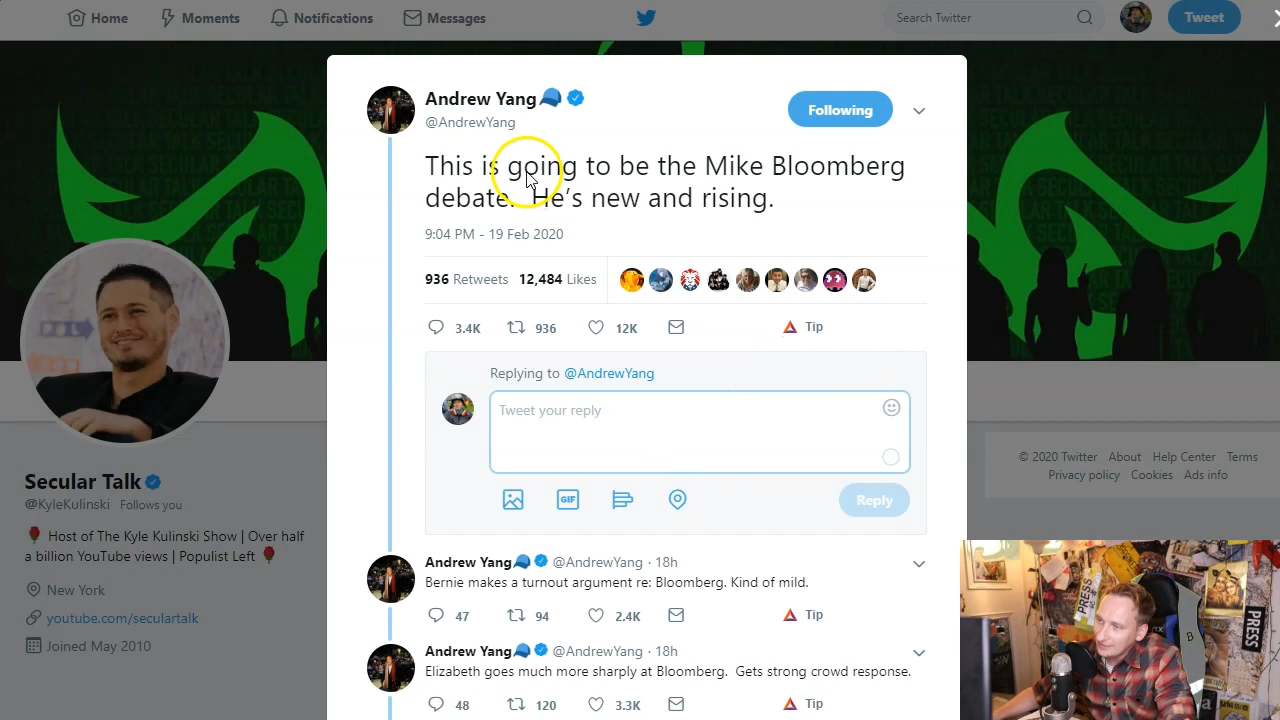 Home Moments Notifications Messages Search Twitter Tweet
Andrew Yang
@AndrewYang
Following
This is going to be the Mike Bloomberg
debate. He’s new and rising.
9:04 PM - 19 Feb 2020
936 Retweets 12,484 Likes
3.4K 936 12K Tip
Replying to @AndrewYang
Tweet your reply
GIF
Reply
Andrew Yang @AndrewYang · 18h
Bernie makes a turnout argument re: Bloomberg. Kind of mild.
47 94 2.4K Tip
Andrew Yang @AndrewYang · 18h
Elizabeth goes much more sharply at Bloomberg. Gets strong crowd response.
48 120 3.3K Tip
Secular Talk
@KyleKulinski Follows you
Host of The Kyle Kulinski Show | Over half
a billion YouTube views | Populist Left
New York
youtube.com/seculartalk
Joined May 2010
© 2020 Twitter About Help Center Terms
Privacy policy Cookies Ads info
PRESS
B
PRESS